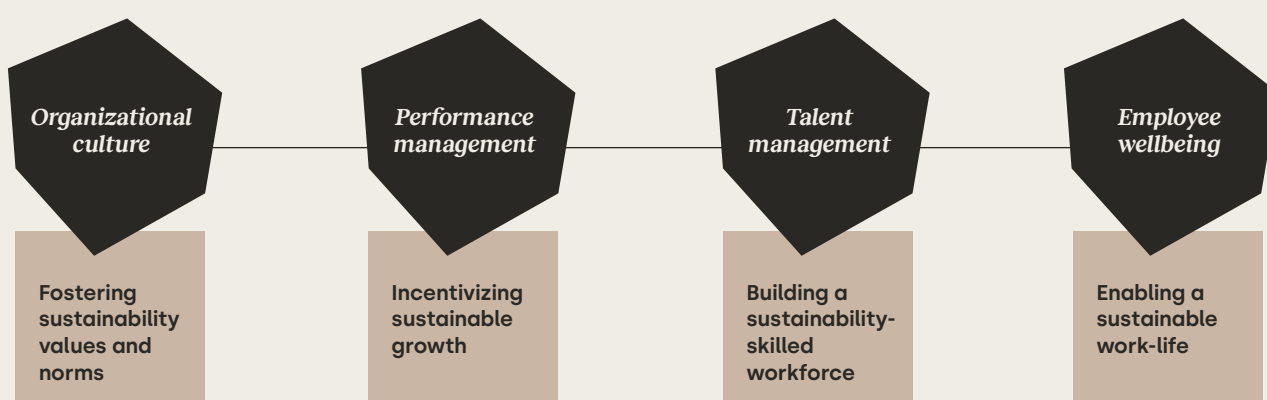 Organizational
culture
Performance
management
Talent
management
Employee
wellbeing
Fostering
sustainability
values and
norms
Incentivizing
sustainable
growth
Building a
sustainability-
skilled
workforce
Enabling a
sustainable
work-life